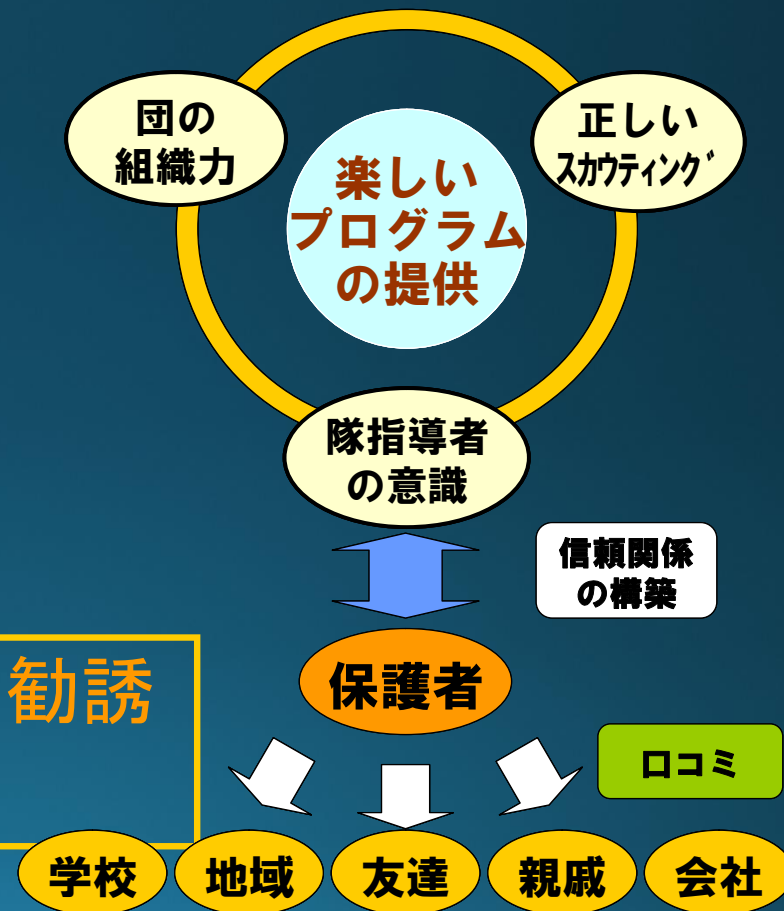 団の
組織力
正しい
スカウティング
楽しい
プログラム
の提供
隊指導者
の意識
信頼関係
の構築
保護者
勧誘
口コミ
学校
地域
友達
親戚
会社